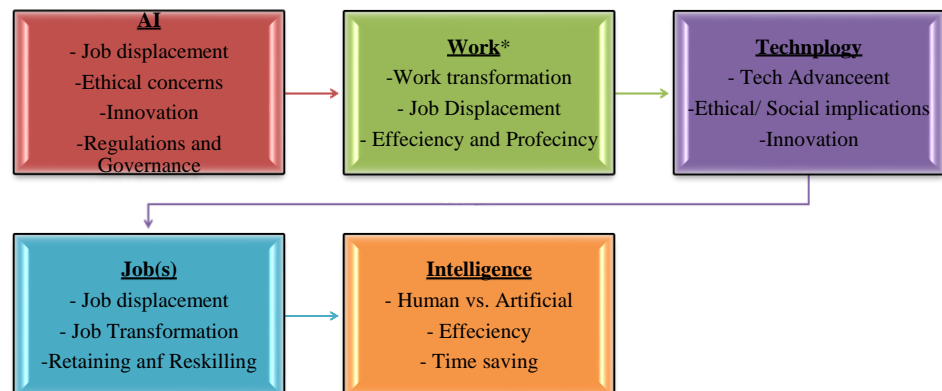 AI
- Job displacement
-Ethical concerns
-Innovation
-Regulations and
Governance
Work*
-Work transformation
- Job Displacement
- Effeciency and Profecincy
Technplogy
- Tech Advanceent
-Ethical/ Social implications
-Innovation
Job(s)
- Job displacement
- Job Transformation
-Retaining anf Reskilling
Intelligence
- Human vs. Artificial
- Effeciency
- Time saving